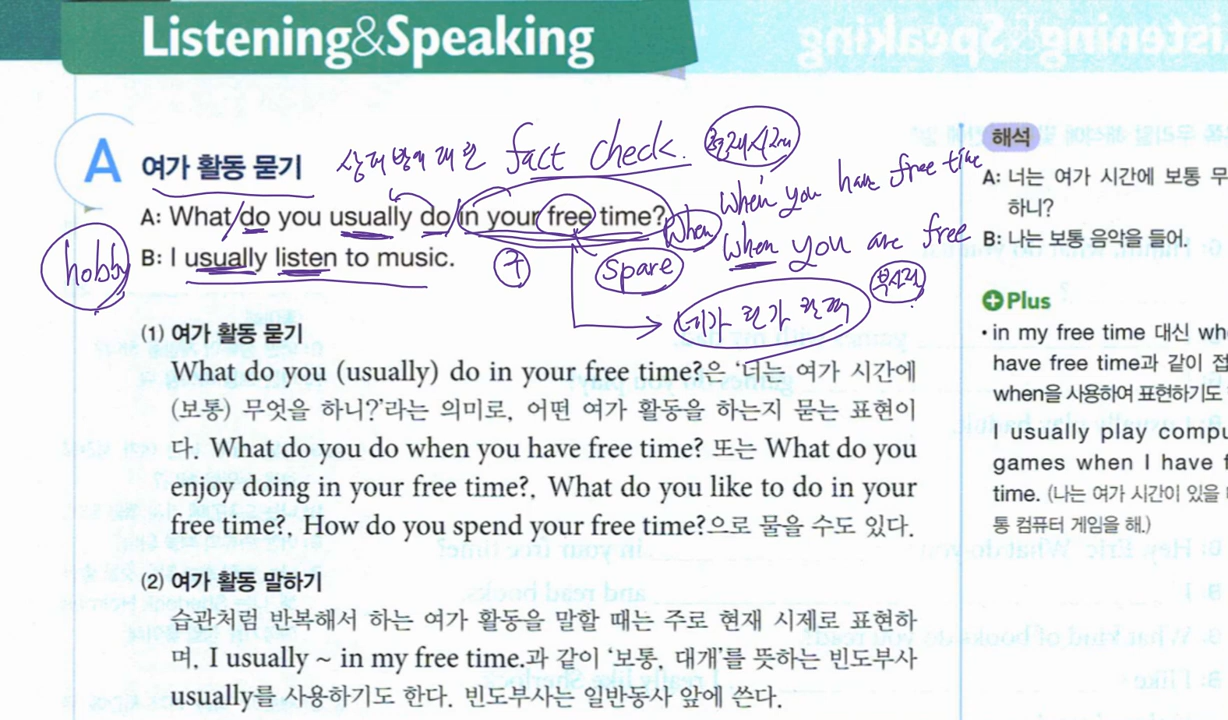 Listening&Speaking
A 여가 활동 묻기
fact check.
A: What do you usually do in your free time?
B: I usually listen to music.
hobby
When
when you have free time
when you are free
구
spare
(1) 여가 활동 묻기
What do you (usually) do in your free time?은 ‘너는 여가 시간에
(보통) 무엇을 하니?’라는 의미로, 어떤 여가 활동을 하는지 묻는 표현이
다. What do you do when you have free time? 또는 What do you
enjoy doing in your free time?, What do you like to do in your
free time?, How do you spend your free time?으로 물을 수도 있다.
(2) 여가 활동 말하기
습관처럼 반복해서 하는 여가 활동을 말할 때는 주로 현재 시제로 표현하
며, I usually ~ in my free time.과 같이 ‘보통, 대개’를 뜻하는 빈도부사
usually를 사용하기도 한다. 빈도부사는 일반동사 앞에 쓴다.
해석
A: 너는 여가 시간에 보통 무
하니?
B: 나는 보통 음악을 들어.
Plus
• in my free time 대신 whe
have free time과 같이 접
when을 사용하여 표현하기도
I usually play compu
games when I have f
time. (나는 여가 시간이 있을
통 컴퓨터 게임을 해.)